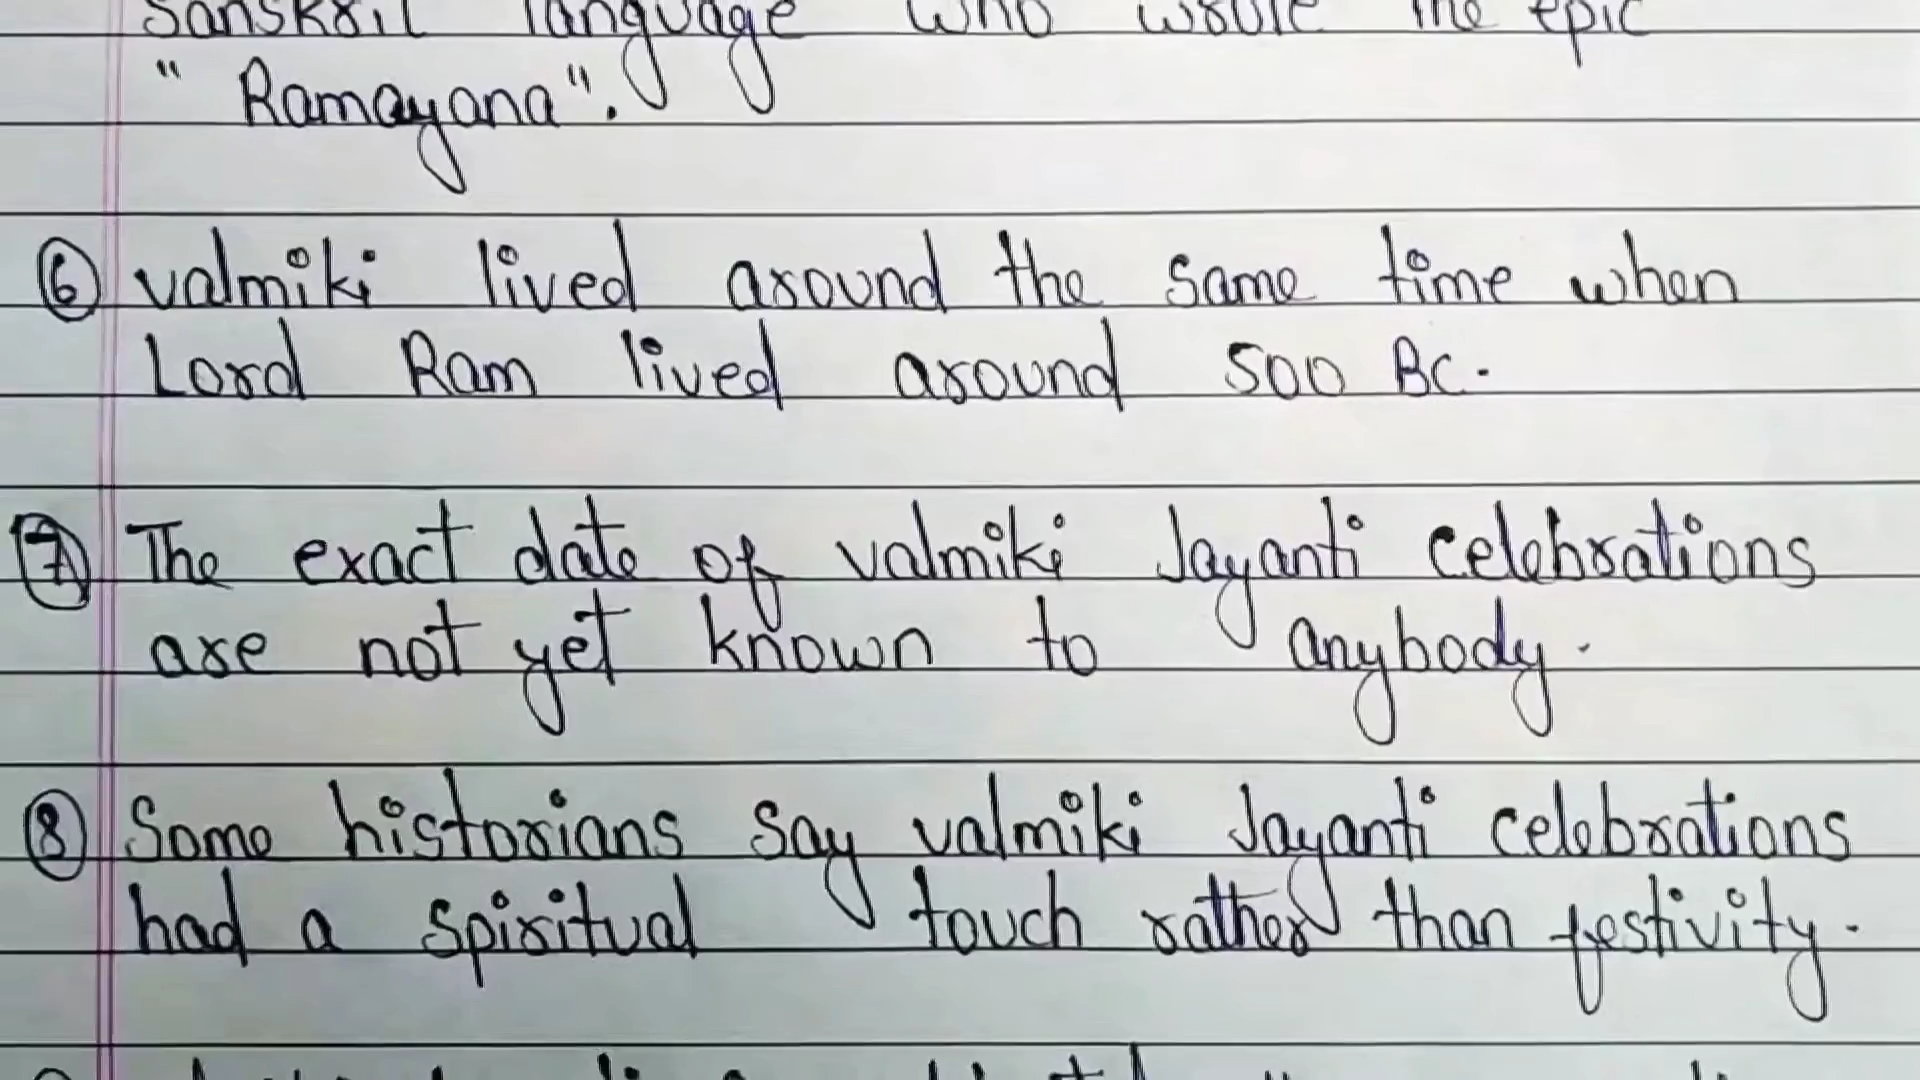 Sanskrit language who wrote the epic
" Ramayana".
⑥ valmiki lived around the same time when
Lord Ram lived around 500 BC.
⑦ The exact date of valmiki Jayanti celebrations
are not yet known to anybody.
⑧ Some historians say valmiki Jayanti celebrations
had a spiritual touch rather than festivity.